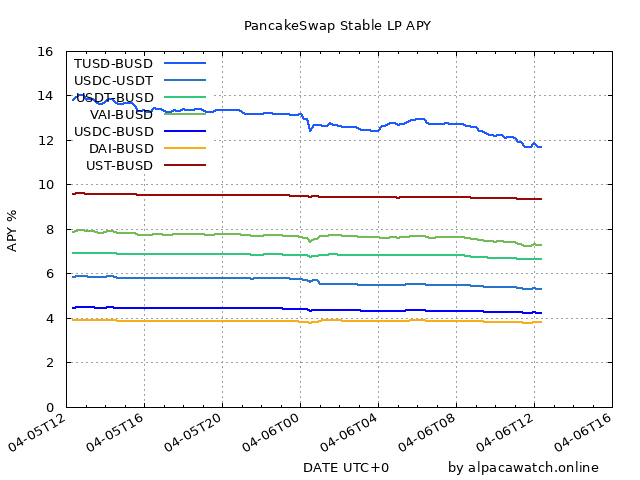 PancakeSwap Stable LP APY
16
14
12
10
8
6
4
2
0
APY %
TUSD-BUSD
USDC-USDT
USDT-BUSD
VAI-BUSD
USDC-BUSD
DAI-BUSD
UST-BUSD
04-05T12
04-05T16
04-05T20
04-06T00
04-06T04
04-06T08
04-06T12
04-06T16
DATE UTC+0
by alpacawatch.online